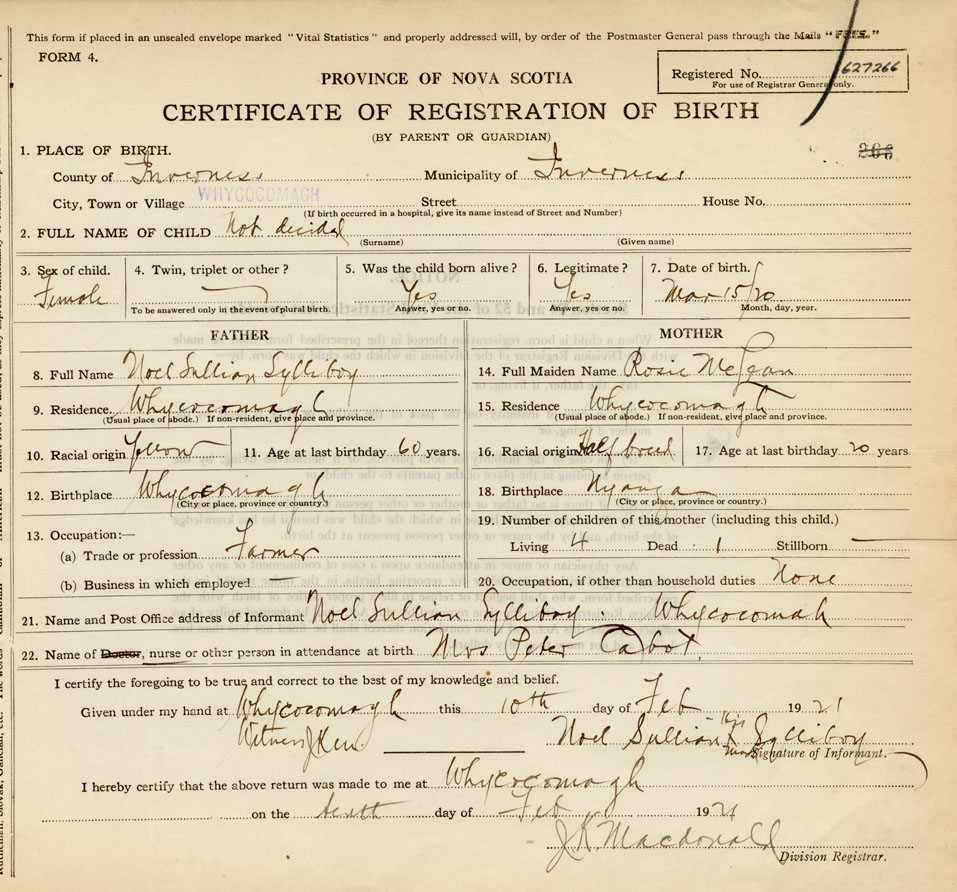 This form if placed in an unsealed envelope marked "Vital Statistics" and properly addressed will, by order of the Postmaster General pass through the Mails "FREE."
FORM 4.
PROVINCE OF NOVA SCOTIA
Registered No. 627266
For use of Registrar General only.
CERTIFICATE OF REGISTRATION OF BIRTH
(BY PARENT OR GUARDIAN)
266
1. PLACE OF BIRTH.
County of Inverness Municipality of Inverness
City, Town or Village WHYCOCOMAGH Street House No.
(If birth occurred in a hospital, give its name instead of Street and Number)
2. FULL NAME OF CHILD Not decided
(Surname) (Given name)
3. Sex of child. 4. Twin, triplet or other? 5. Was the child born alive? 6. Legitimate? 7. Date of birth.
Female — Yes Yes Mar 15/20
To be answered only in the event of plural birth. Answer, yes or no. Answer, yes or no. Month, day, year.
FATHER
8. Full Name Noel Sullian Sylliboy
9. Residence. Whycocomagh
(Usual place of abode.) If non-resident, give place and province.
10. Racial origin 11. Age at last birthday 60 years.
12. Birthplace Whycocomagh
(City or place, province or country.)
13. Occupation:—
(a) Trade or profession Farmer
(b) Business in which employed —
MOTHER
14. Full Maiden Name Rosie McLean
15. Residence Whycocomagh
(Usual place of abode.) If non-resident, give place and province.
16. Racial origin Half breed 17. Age at last birthday 20 years
18. Birthplace Nyanza
(City or place, province or country.)
19. Number of children of this mother (including this child.)
Living 4 Dead 1 Stillborn —
20. Occupation, if other than household duties None
21. Name and Post Office address of Informant Noel Sullian Sylliboy Whycocomah
22. Name of Doctor, nurse or other person in attendance at birth Mrs Peter Cabot.
I certify the foregoing to be true and correct to the best of my knowledge and belief.
Given under my hand at Whycocomagh this 10th day of Feb 1921
Witness Noel Sullian his X mark Sylliboy
Signature of Informant.
I hereby certify that the above return was made to me at Whycocomagh
on the tenth day of Feb 1921
J K Macdonald
Division Registrar.